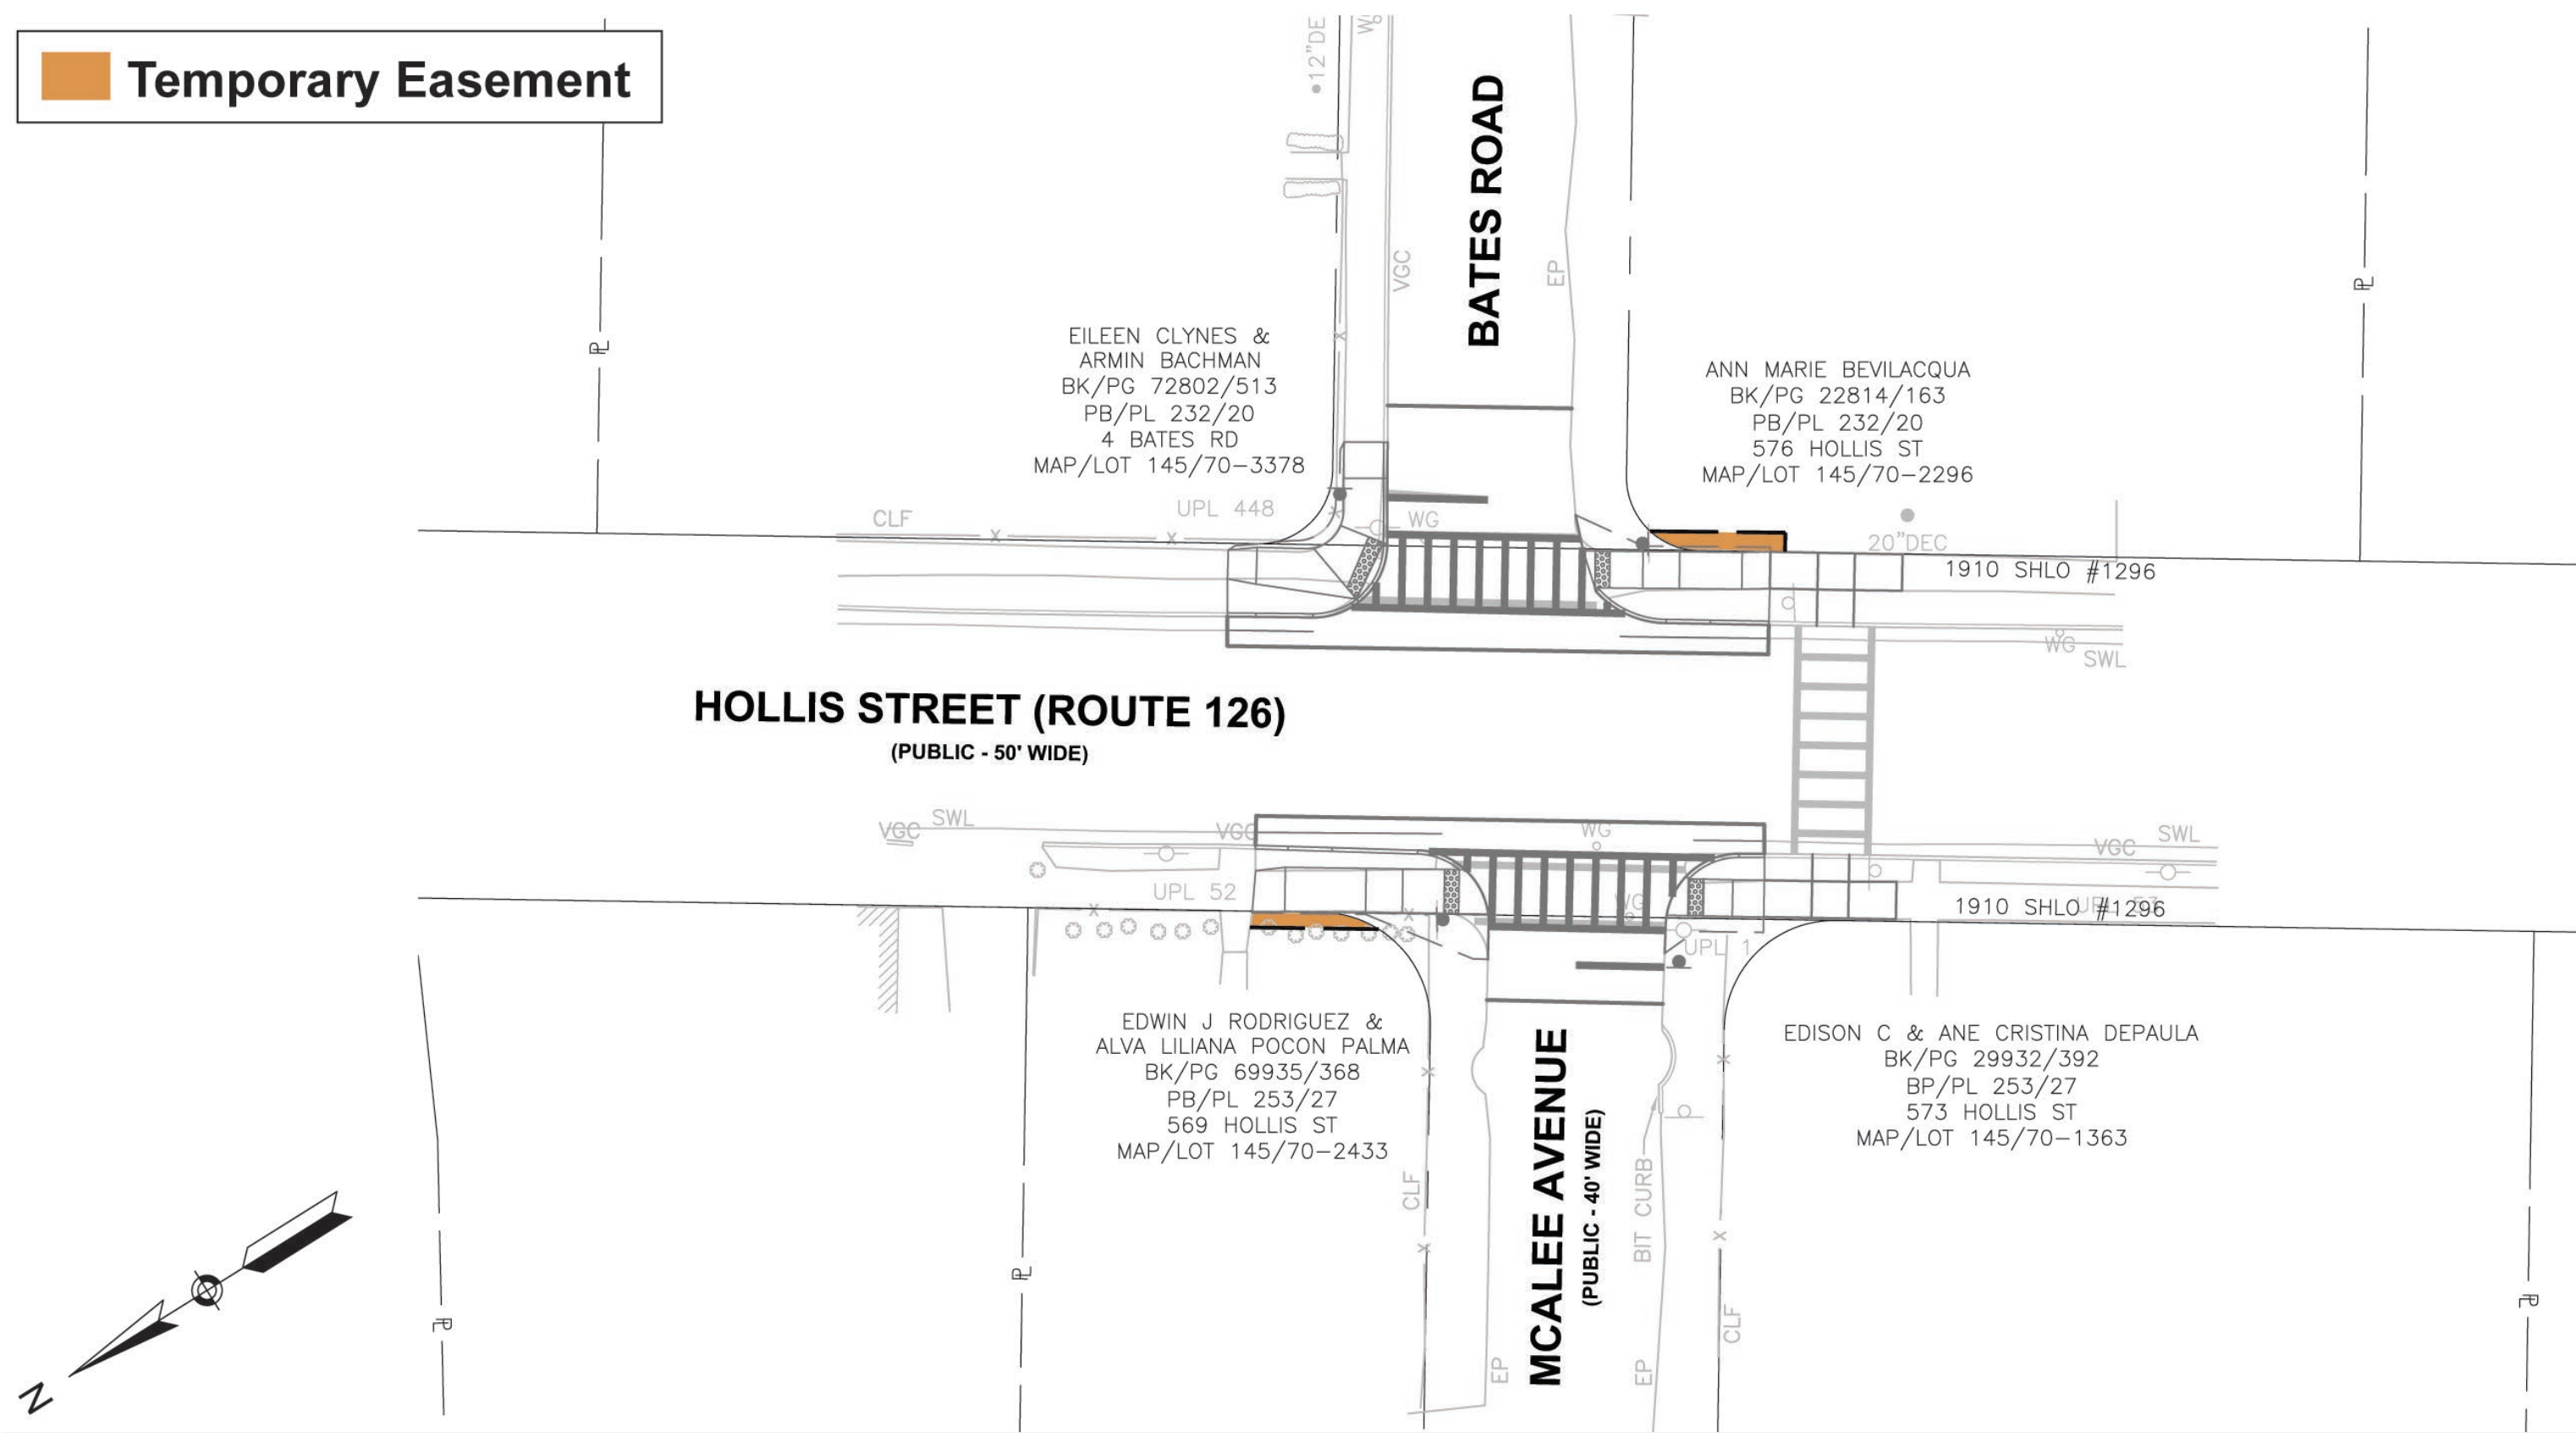 Temporary Easement
12"DE
BATES ROAD
VGC
EP
EILEEN CLYNES &
ARMIN BACHMAN
BK/PG 72802/513
PB/PL 232/20
4 BATES RD
MAP/LOT 145/70-3378
ANN MARIE BEVILACQUA
BK/PG 22814/163
PB/PL 232/20
576 HOLLIS ST
MAP/LOT 145/70-2296
CLF
UPL 448
WG
20"DEC
1910 SHLO #1296
WG
SWL
HOLLIS STREET (ROUTE 126)
(PUBLIC - 50' WIDE)
VGC
SWL
VGC
WG
VGC
SWL
UPL 52
WG
1910 SHLO #1296
UPL 1
EDWIN J RODRIGUEZ &
ALVA LILIANA POCON PALMA
BK/PG 69935/368
PB/PL 253/27
569 HOLLIS ST
MAP/LOT 145/70-2433
EDISON C & ANE CRISTINA DEPAULA
BK/PG 29932/392
BP/PL 253/27
573 HOLLIS ST
MAP/LOT 145/70-1363
MCALEE AVENUE
(PUBLIC - 40' WIDE)
BIT CURB
CLF
CLF
EP
EP
N